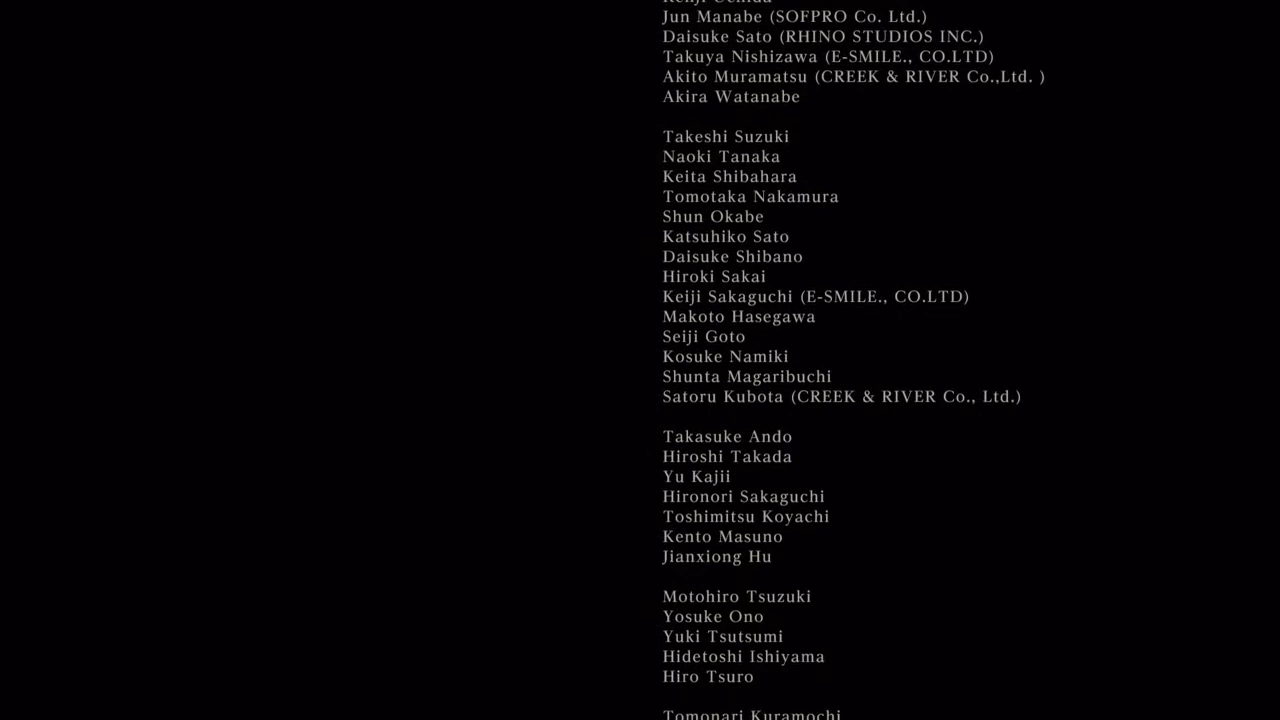 Jun Manabe (SOFPRO Co. Ltd.)
Daisuke Sato (RHINO STUDIOS INC.)
Takuya Nishizawa (E-SMILE., CO.LTD)
Akito Muramatsu (CREEK & RIVER Co.,Ltd. )
Akira Watanabe
Takeshi Suzuki
Naoki Tanaka
Keita Shibahara
Tomotaka Nakamura
Shun Okabe
Katsuhiko Sato
Daisuke Shibano
Hiroki Sakai
Keiji Sakaguchi (E-SMILE., CO.LTD)
Makoto Hasegawa
Seiji Goto
Kosuke Namiki
Shunta Magaribuchi
Satoru Kubota (CREEK & RIVER Co., Ltd.)
Takasuke Ando
Hiroshi Takada
Yu Kajii
Hironori Sakaguchi
Toshimitsu Koyachi
Kento Masuno
Jianxiong Hu
Motohiro Tsuzuki
Yosuke Ono
Yuki Tsutsumi
Hidetoshi Ishiyama
Hiro Tsuro
Tomonari Kuramochi